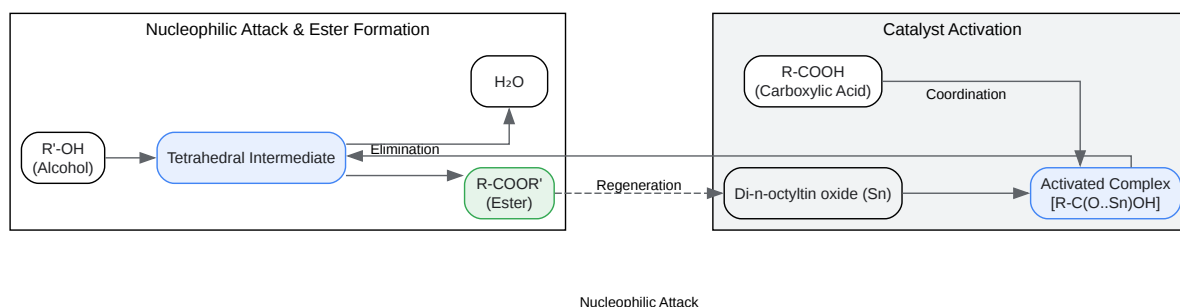 Nucleophilic Attack & Ester Formation
Catalyst Activation
H₂O
R-COOH
(Carboxylic Acid)
Coordination
R'-OH
(Alcohol)
Tetrahedral Intermediate
Elimination
R-COOR'
(Ester)
Regeneration
Di-n-octyltin oxide (Sn)
Activated Complex
[R-C(O..Sn)OH]
Nucleophilic Attack